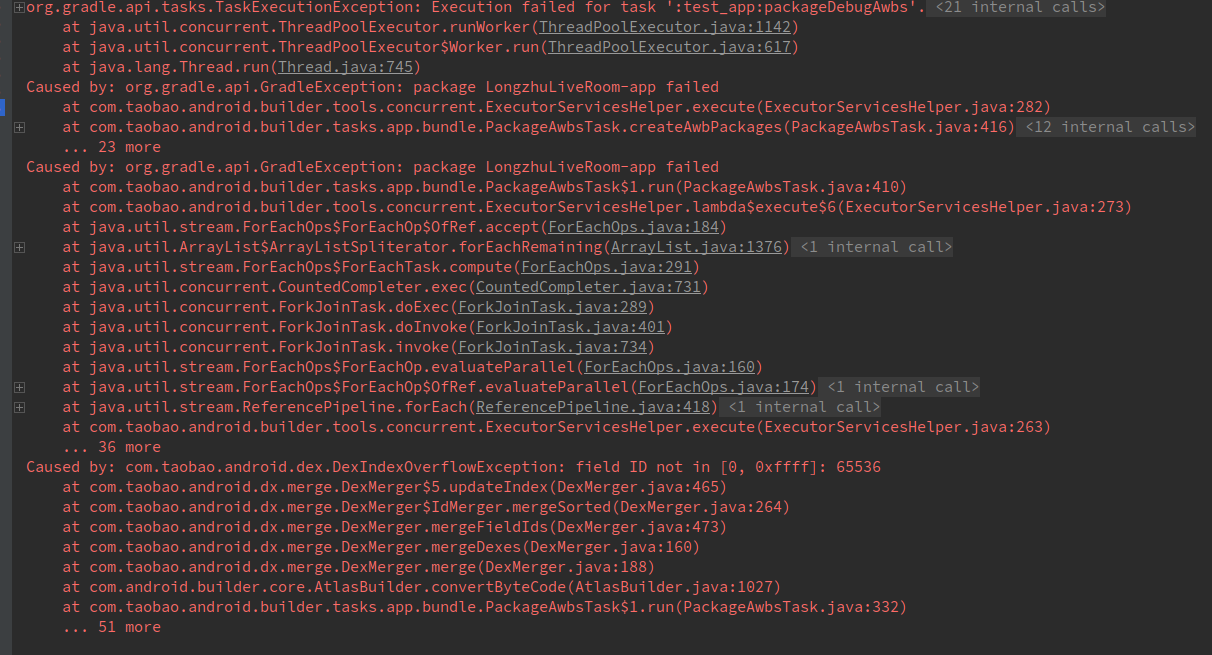 org.gradle.api.tasks.TaskExecutionException: Execution failed for task ':test_app:packageDebugAwbs'. <21 internal calls>
at java.util.concurrent.ThreadPoolExecutor.runWorker(ThreadPoolExecutor.java:1142)
at java.util.concurrent.ThreadPoolExecutor$Worker.run(ThreadPoolExecutor.java:617)
at java.lang.Thread.run(Thread.java:745)
Caused by: org.gradle.api.GradleException: package LongzhuLiveRoom-app failed
at com.taobao.android.builder.tools.concurrent.ExecutorServicesHelper.execute(ExecutorServicesHelper.java:282)
at com.taobao.android.builder.tasks.app.bundle.PackageAwbsTask.createAwbPackages(PackageAwbsTask.java:416) <12 internal calls>
... 23 more
Caused by: org.gradle.api.GradleException: package LongzhuLiveRoom-app failed
at com.taobao.android.builder.tasks.app.bundle.PackageAwbsTask$1.run(PackageAwbsTask.java:410)
at com.taobao.android.builder.tools.concurrent.ExecutorServicesHelper.lambda$execute$6(ExecutorServicesHelper.java:273)
at java.util.stream.ForEachOps$ForEachOp$OfRef.accept(ForEachOps.java:184)
at java.util.ArrayList$ArrayListSpliterator.forEachRemaining(ArrayList.java:1376) <1 internal call>
at java.util.stream.ForEachOps$ForEachTask.compute(ForEachOps.java:291)
at java.util.concurrent.CountedCompleter.exec(CountedCompleter.java:731)
at java.util.concurrent.ForkJoinTask.doExec(ForkJoinTask.java:289)
at java.util.concurrent.ForkJoinTask.doInvoke(ForkJoinTask.java:401)
at java.util.concurrent.ForkJoinTask.invoke(ForkJoinTask.java:734)
at java.util.stream.ForEachOps$ForEachOp.evaluateParallel(ForEachOps.java:160)
at java.util.stream.ForEachOps$ForEachOp$OfRef.evaluateParallel(ForEachOps.java:174) <1 internal call>
at java.util.stream.ReferencePipeline.forEach(ReferencePipeline.java:418) <1 internal call>
at com.taobao.android.builder.tools.concurrent.ExecutorServicesHelper.execute(ExecutorServicesHelper.java:263)
... 36 more
Caused by: com.taobao.android.dex.DexIndexOverflowException: field ID not in [0, 0xffff]: 65536
at com.taobao.android.dx.merge.DexMerger$5.updateIndex(DexMerger.java:465)
at com.taobao.android.dx.merge.DexMerger$IdMerger.mergeSorted(DexMerger.java:264)
at com.taobao.android.dx.merge.DexMerger.mergeFieldIds(DexMerger.java:473)
at com.taobao.android.dx.merge.DexMerger.mergeDexes(DexMerger.java:160)
at com.taobao.android.dx.merge.DexMerger.merge(DexMerger.java:188)
at com.android.builder.core.AtlasBuilder.convertByteCode(AtlasBuilder.java:1027)
at com.taobao.android.builder.tasks.app.bundle.PackageAwbsTask$1.run(PackageAwbsTask.java:332)
... 51 more